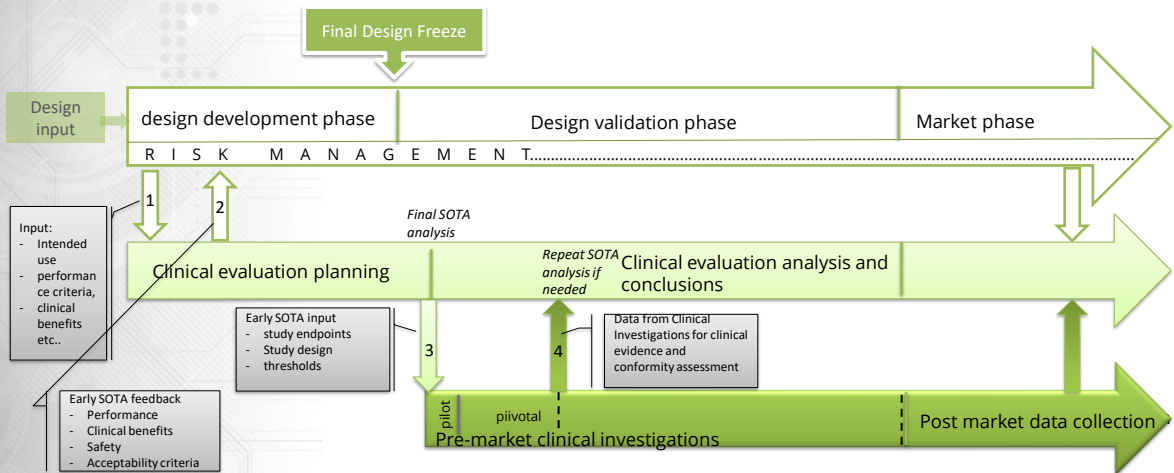 Final Design Freeze
Design
input
design development phase
Design validation phase
Market phase
R I S K M A N A G E M E N T..................................................................................................................................
1
2
Input:
- Intended
use
- performan
ce criteria,
- clinical
benefits
etc..
Final SOTA
analysis
Clinical evaluation planning
Repeat SOTA
analysis if
needed
Clinical evaluation analysis and
conclusions
Early SOTA input
- study endpoints
- Study design
- thresholds
3
4
Data from Clinical
Investigations for clinical
evidence and
conformity assessment
Early SOTA feedback
- Performance
- Clinical benefits
- Safety
- Acceptability criteria
pilot
piivotal
Pre-market clinical investigations
Post market data collection